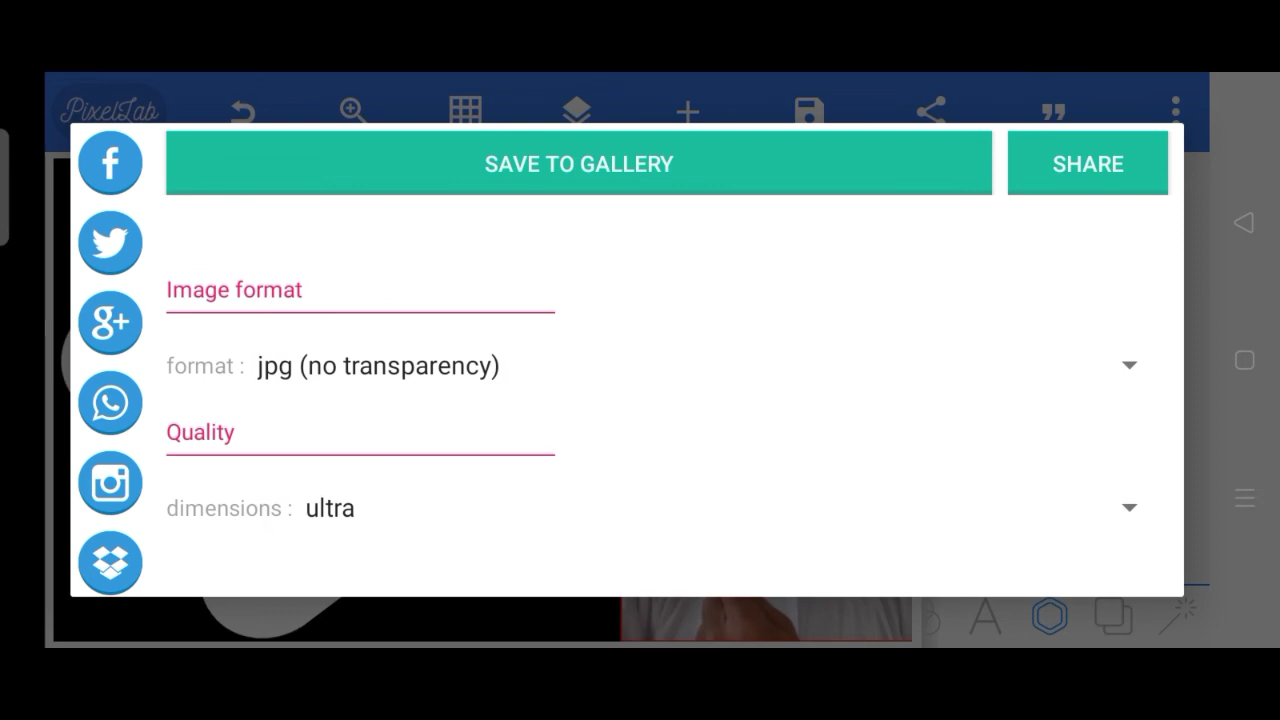 PixelLab
SAVE TO GALLERY
SHARE
Image format
format : jpg (no transparency)
Quality
dimensions : ultra